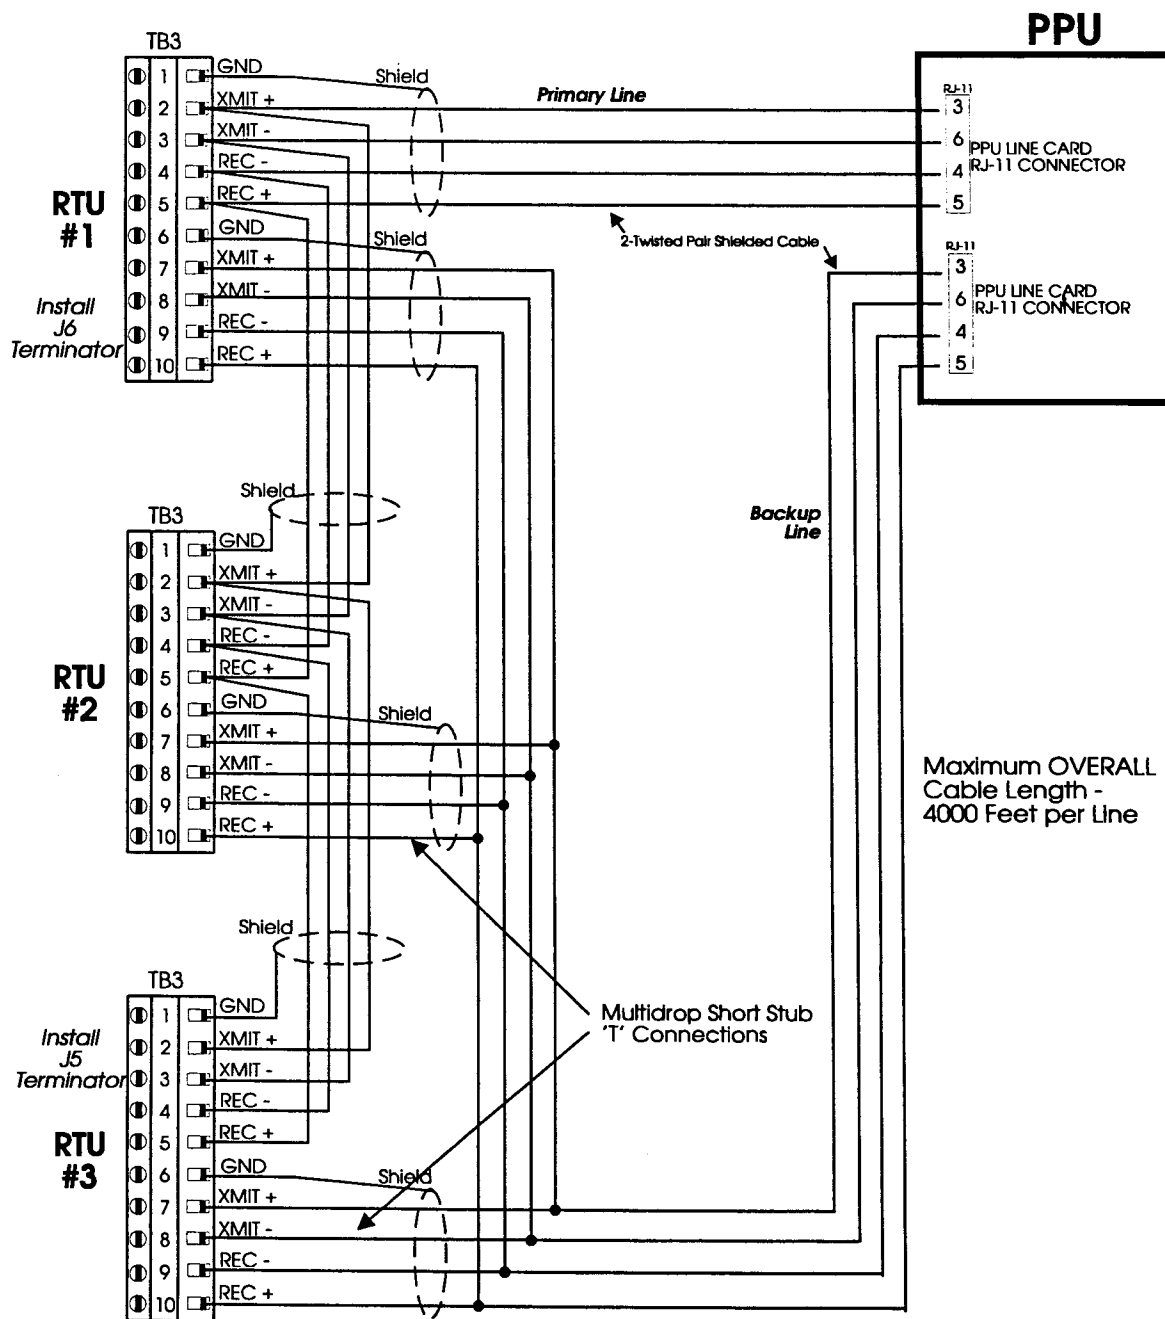 PPU
TB3
1 GND
2 XMIT +
3 XMIT -
4 REC -
5 REC +
6 GND
7 XMIT +
8 XMIT -
9 REC -
10 REC +
RTU
#1
Install
J6
Terminator
Shield
Shield
Primary Line
2-Twisted Pair Shielded Cable
RJ-11
3
6
4
5
PPU LINE CARD
RJ-11 CONNECTOR
RJ-11
3
6
4
5
PPU LINE CARD
RJ-11 CONNECTOR
Backup
Line
Shield
TB3
1 GND
2 XMIT +
3 XMIT -
4 REC -
5 REC +
6 GND
7 XMIT +
8 XMIT -
9 REC -
10 REC +
RTU
#2
Shield
Maximum OVERALL
Cable Length -
4000 Feet per Line
Shield
TB3
1 GND
2 XMIT +
3 XMIT -
4 REC -
5 REC +
6 GND
7 XMIT +
8 XMIT -
9 REC -
10 REC +
Install
J5
Terminator
RTU
#3
Shield
Multidrop Short Stub
'T' Connections